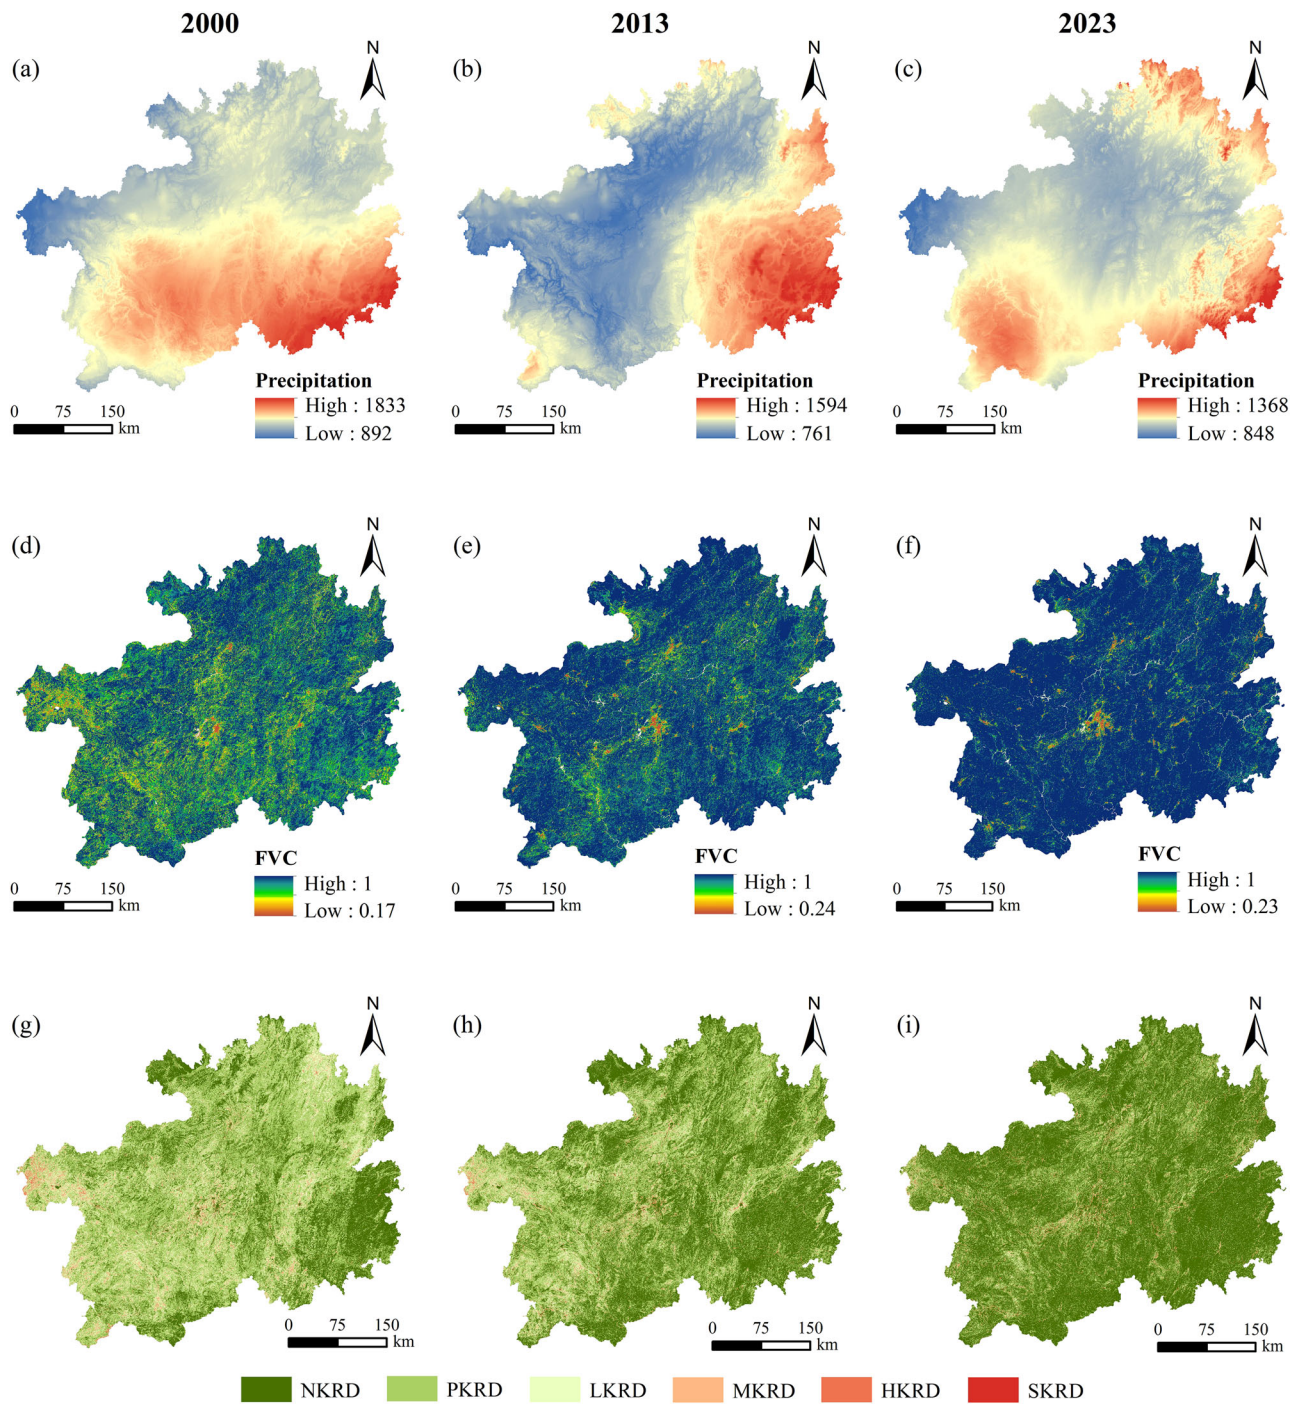 2000
2013
2023
(a)
N
(b)
N
(c)
N
Precipitation
High : 1833
Low : 892
0 75 150
km
Precipitation
High : 1594
Low : 761
0 75 150
km
Precipitation
High : 1368
Low : 848
0 75 150
km
(d)
N
(e)
N
(f)
N
FVC
High : 1
Low : 0.17
0 75 150
km
FVC
High : 1
Low : 0.24
0 75 150
km
FVC
High : 1
Low : 0.23
0 75 150
km
(g)
N
(h)
N
(i)
N
0 75 150
km
0 75 150
km
0 75 150
km
NKRD PKRD LKRD MKRD HKRD SKRD